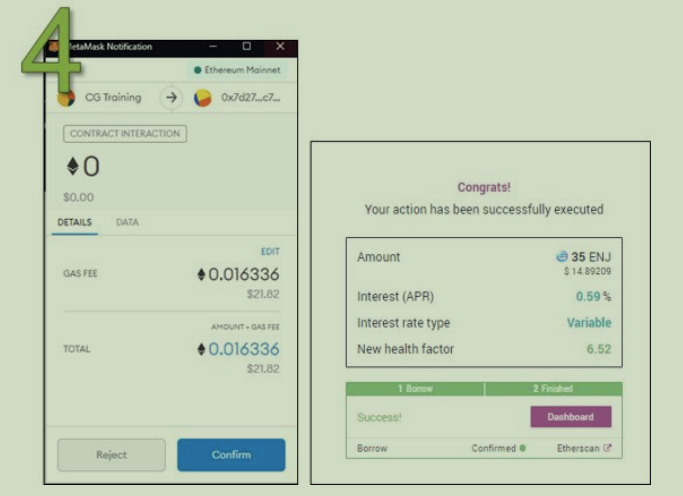 4
MetaMask Notification
Ethereum Mainnet
CG Training
0x7d27...c7...
CONTRACT INTERACTION
0
$0.00
DETAILS DATA
EDIT
GAS FEE 0.016336
$21.82
AMOUNT + GAS FEE
TOTAL 0.016336
$21.82
Reject Confirm
Congrats!
Your action has been successfully executed
Amount 35 ENJ
$ 14.89209
Interest (APR) 0.59 %
Interest rate type Variable
New health factor 6.52
1 Borrow 2 Finished
Success! Dashboard
Borrow Confirmed Etherscan